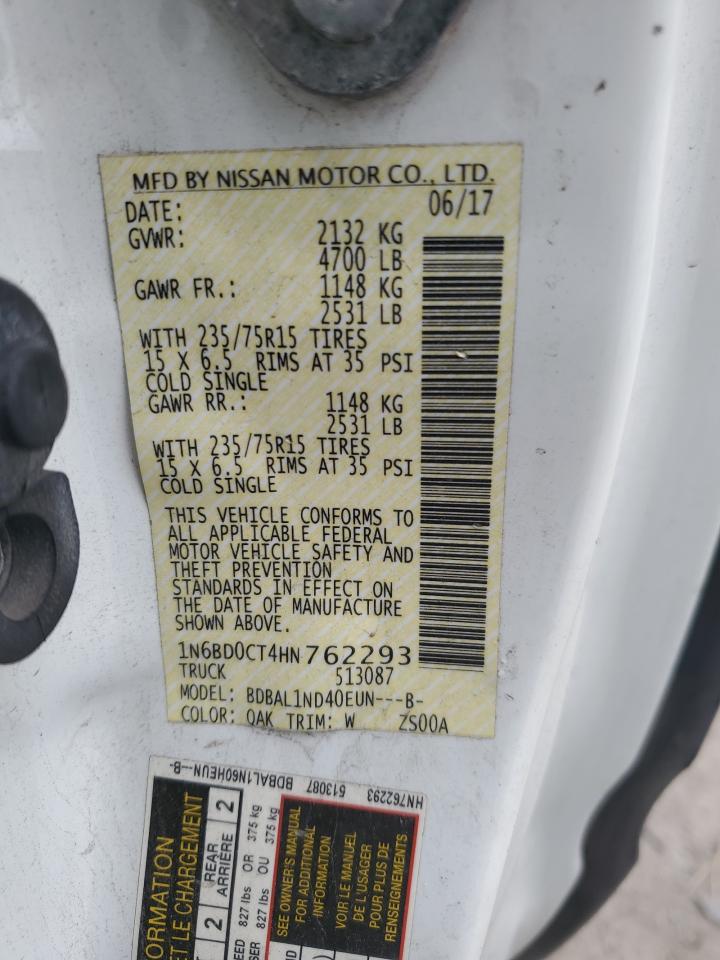 MFD BY NISSAN MOTOR CO., LTD.
DATE: 06/17
GVWR: 2132 KG
4700 LB
GAWR FR.: 1148 KG
2531 LB
WITH 235/75R15 TIRES
15 X 6.5 RIMS AT 35 PSI
COLD SINGLE
GAWR RR.: 1148 KG
2531 LB
WITH 235/75R15 TIRES
15 X 6.5 RIMS AT 35 PSI
COLD SINGLE
THIS VEHICLE CONFORMS TO
ALL APPLICABLE FEDERAL
MOTOR VEHICLE SAFETY AND
THEFT PREVENTION
STANDARDS IN EFFECT ON
THE DATE OF MANUFACTURE
SHOWN ABOVE.
1N6BD0CT4HN762293
TRUCK 513087
MODEL: BDBAL1ND40EUN---B-
COLOR: QAK TRIM: W ZS00A
HN762293 513087 BDBAL1N60HEUN--B-
ET LE CHARGEMENT
2 REAR ARRIÈRE 2
827 lbs OR 375 kg
827 lbs OU 375 kg
SEE OWNER'S MANUAL
FOR ADDITIONAL
INFORMATION
VOIR LE MANUEL
DE L'USAGER
POUR PLUS DE
RENSEIGNEMENTS